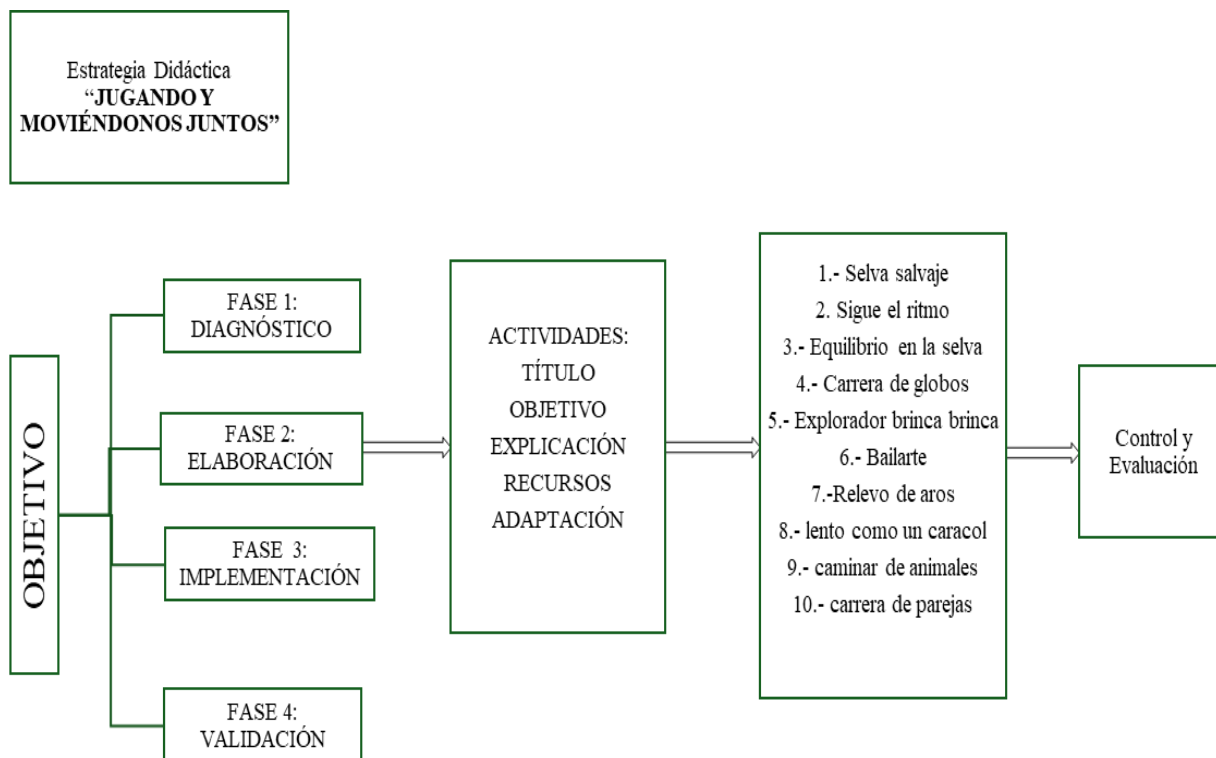 Estrategia Didáctica
“JUGANDO Y
MOVIÉNDONOS JUNTOS”
OBJETIVO
FASE 1:
DIAGNÓSTICO
FASE 2:
ELABORACIÓN
FASE 3:
IMPLEMENTACIÓN
FASE 4:
VALIDACIÓN
ACTIVIDADES:
TÍTULO
OBJETIVO
EXPLICACIÓN
RECURSOS
ADAPTACIÓN
1.- Selva salvaje
2. Sigue el ritmo
3.- Equilibrio en la selva
4.- Carrera de globos
5.- Explorador brinca brinca
6.- Bailarte
7.-Relevo de aros
8.- lento como un caracol
9.- caminar de animales
10.- carrera de parejas
Control y
Evaluación